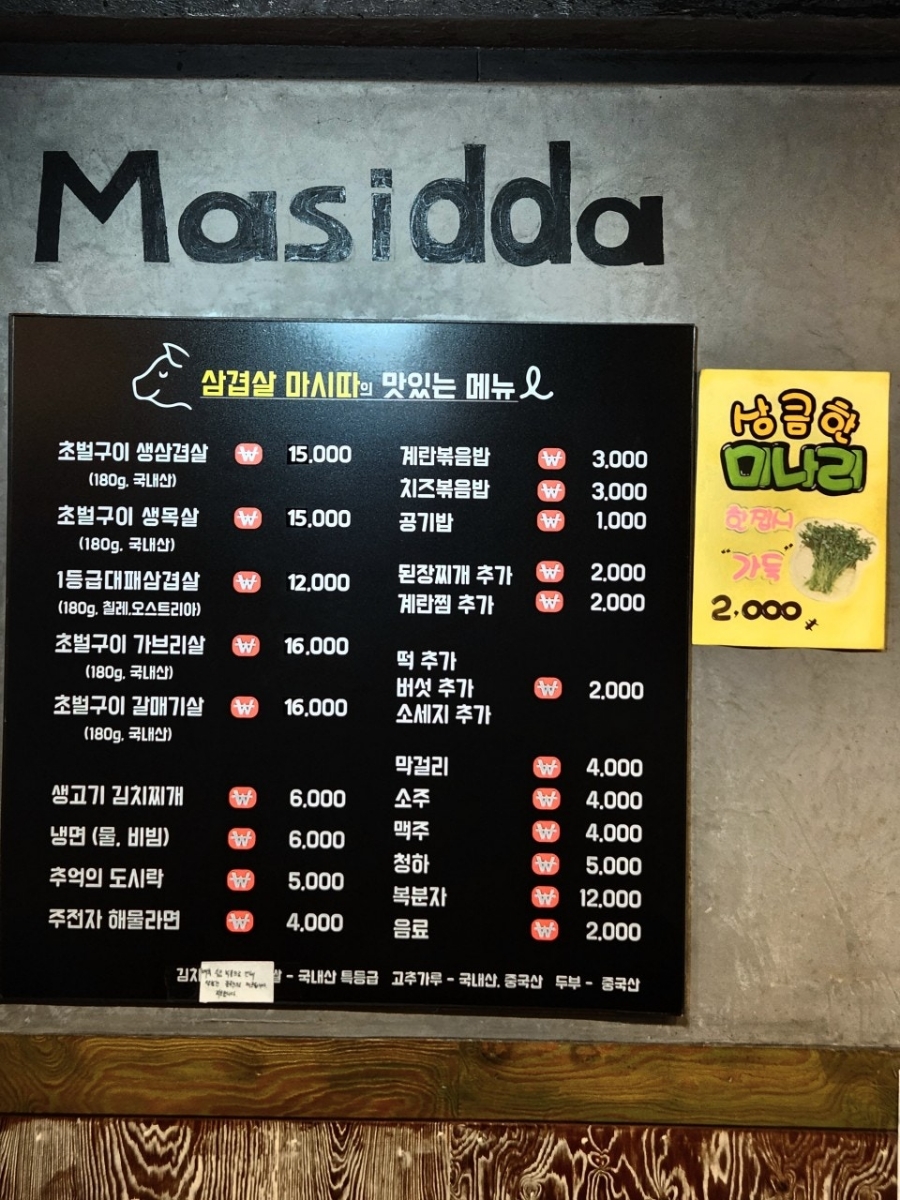 Masidda
삼겹살 마시따의 맛있는 메뉴
초벌구이 생삼겹살 ₩ 15,000
(180g, 국내산)
초벌구이 생목살 ₩ 15,000
(180g, 국내산)
1등급대패삼겹살 ₩ 12,000
(180g, 칠레.오스트리아)
초벌구이 가브리살 ₩ 16,000
(180g, 국내산)
초벌구이 갈매기살 ₩ 16,000
(180g, 국내산)
생고기 김치찌개 ₩ 6,000
냉면 (물, 비빔) ₩ 6,000
추억의 도시락 ₩ 5,000
주전자 해물라면 ₩ 4,000
계란볶음밥 ₩ 3,000
치즈볶음밥 ₩ 3,000
공기밥 ₩ 1,000
된장찌개 추가 ₩ 2,000
계란찜 추가 ₩ 2,000
떡 추가
버섯 추가 ₩ 2,000
소세지 추가
막걸리 ₩ 4,000
소주 ₩ 4,000
맥주 ₩ 4,000
청하 ₩ 5,000
복분자 ₩ 12,000
음료 ₩ 2,000
김치 쌀 - 국내산 특등급 고추가루 - 국내산, 중국산 두부 - 중국산
상큼한
미나리
한접시
"가득"
2,000